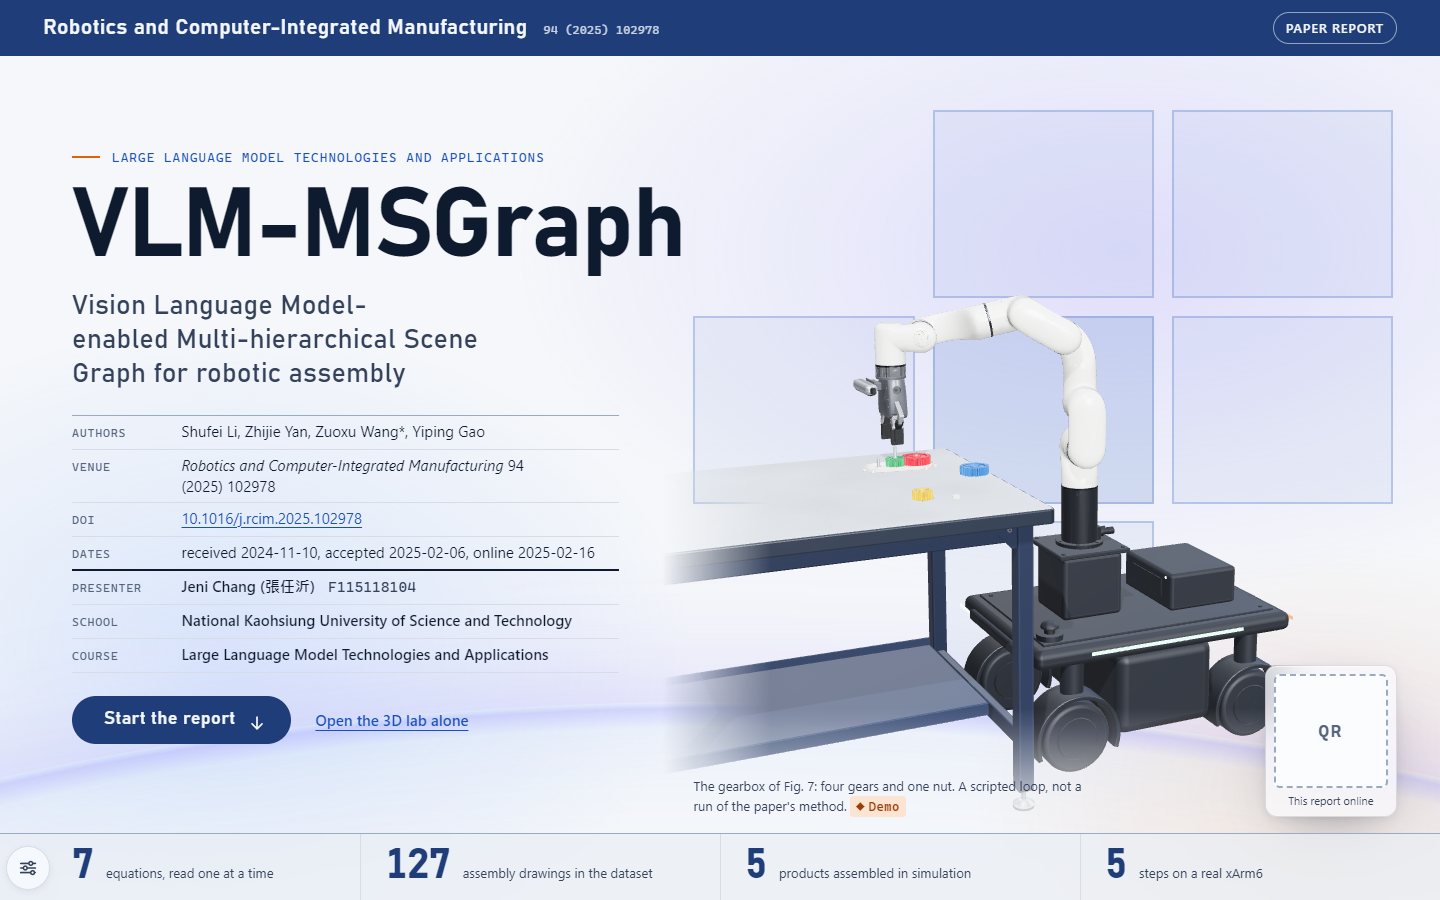 Robotics and Computer-Integrated Manufacturing 94 (2025) 102978
PAPER REPORT
LARGE LANGUAGE MODEL TECHNOLOGIES AND APPLICATIONS
VLM-MSGraph
Vision Language Model-
enabled Multi-hierarchical Scene
Graph for robotic assembly
AUTHORS Shufei Li, Zhijie Yan, Zuoxu Wang*, Yiping Gao
VENUE Robotics and Computer-Integrated Manufacturing 94
(2025) 102978
DOI 10.1016/j.rcim.2025.102978
DATES received 2024-11-10, accepted 2025-02-06, online 2025-02-16
PRESENTER Jeni Chang (張任沂) F115118104
SCHOOL National Kaohsiung University of Science and Technology
COURSE Large Language Model Technologies and Applications
Start the report ↓ Open the 3D lab alone
The gearbox of Fig. 7: four gears and one nut. A scripted loop, not a
run of the paper's method. ◆ Demo
QR
This report online
7 equations, read one at a time
127 assembly drawings in the dataset
5 products assembled in simulation
5 steps on a real xArm6